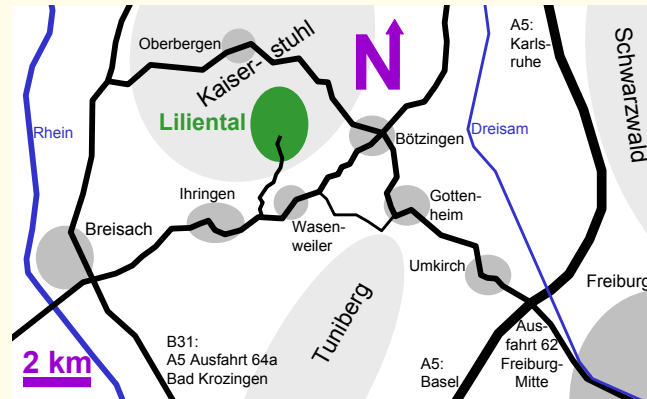 Oberbergen
Kaiser-stuhl
N
A5:
Karls-
ruhe
Schwarzwald
Liliental
Rhein
Bötzingen
Dreisam
Ihringen
Gotten-
heim
Breisach
Wasen-
weiler
Umkirch
Freiburg
Tuniberg
2 km
B31:
A5 Ausfahrt 64a
Bad Krozingen
A5:
Basel
Aus-
fahrt 62
Freiburg-
Mitte